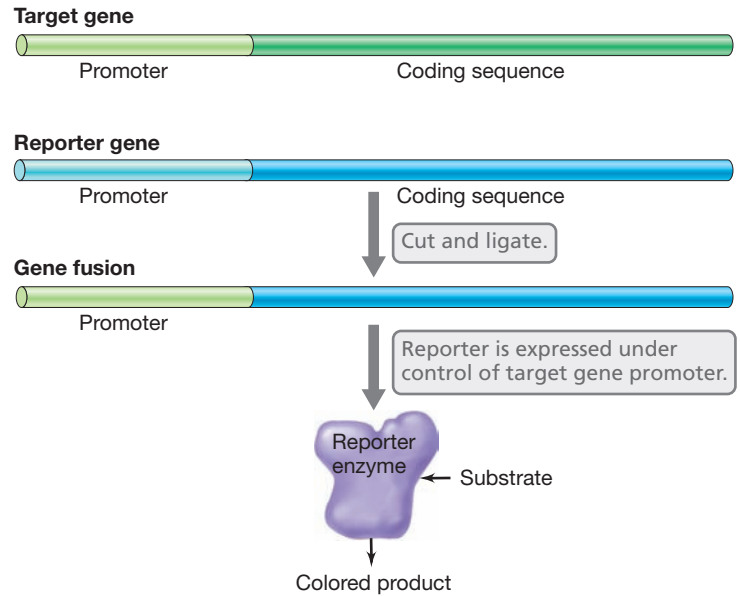 Target gene
Promoter
Coding sequence
Reporter gene
Promoter
Coding sequence
Cut and ligate.
Gene fusion
Promoter
Reporter is expressed under
control of target gene promoter.
Reporter
enzyme
Substrate
Colored product